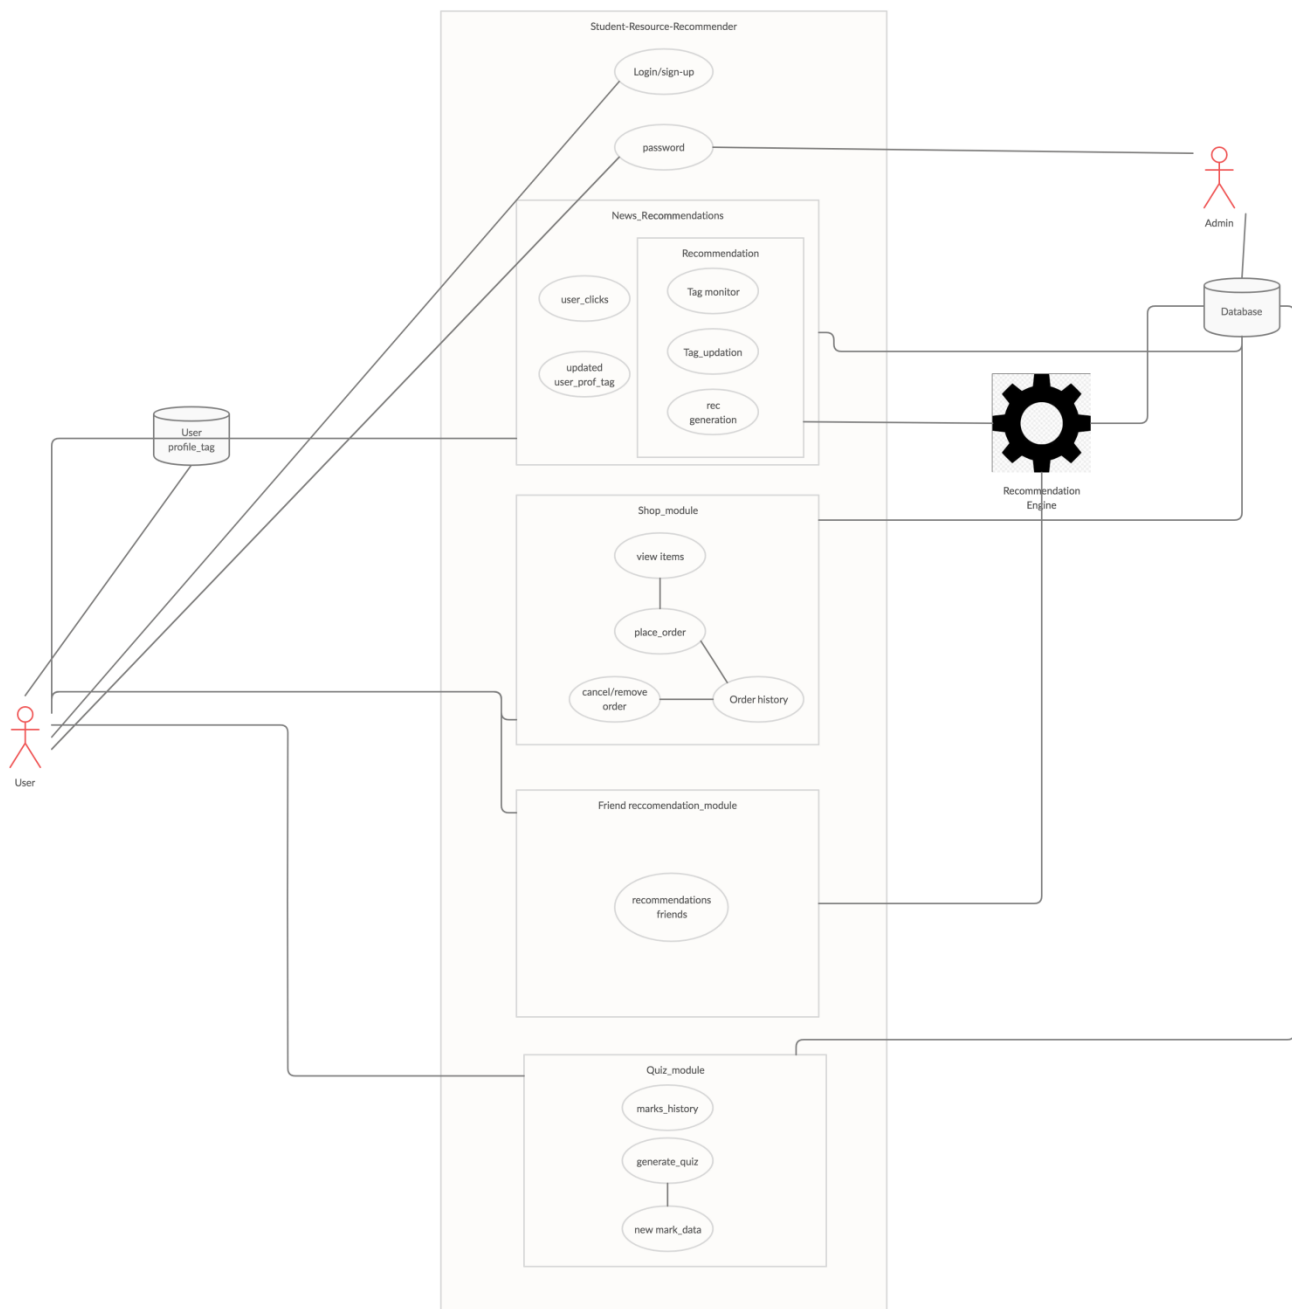 Student-Resource-Recommender
Login/sign-up
password
Admin
News_Recommendations
Recommendation
user_clicks
Tag monitor
Database
Tag_updation
updated
user_prof_tag
rec
generation
User
profile_tag
Recommendation
Engine
Shop_module
view items
place_order
cancel/remove
order
Order history
User
Friend reccomendation_module
recommendations
friends
Quiz_module
marks_history
generate_quiz
new mark_data